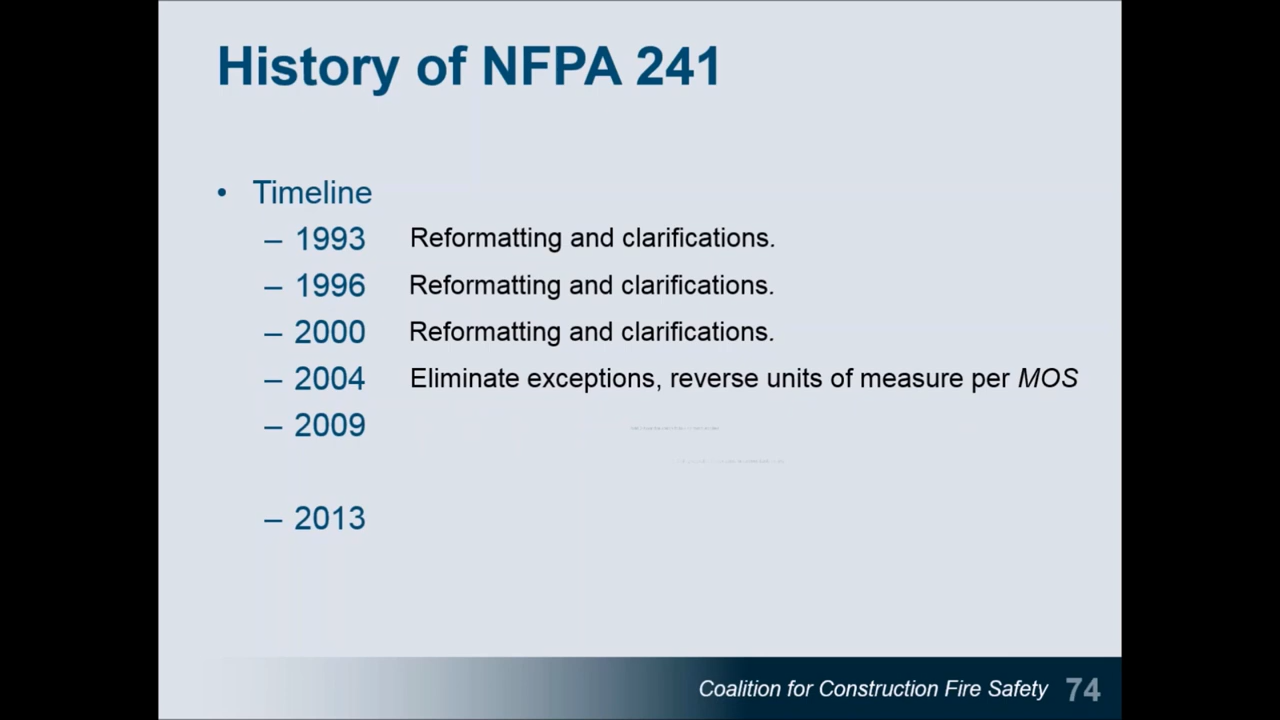 History of NFPA 241
• Timeline
– 1993 Reformatting and clarifications.
– 1996 Reformatting and clarifications.
– 2000 Reformatting and clarifications.
– 2004 Eliminate exceptions, reverse units of measure per MOS
– 2009
– 2013
Coalition for Construction Fire Safety 74